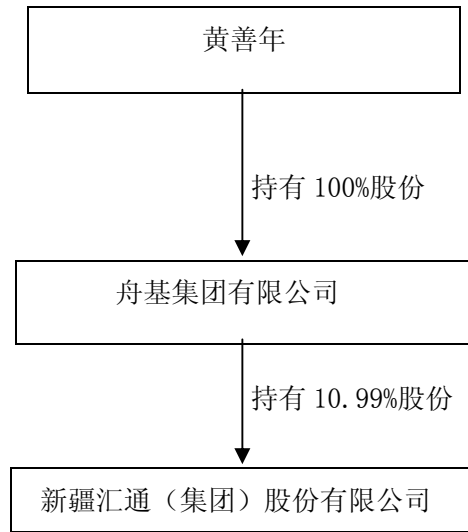 黄善年
持有 100%股份
舟基集团有限公司
持有 10.99%股份
新疆汇通（集团）股份有限公司